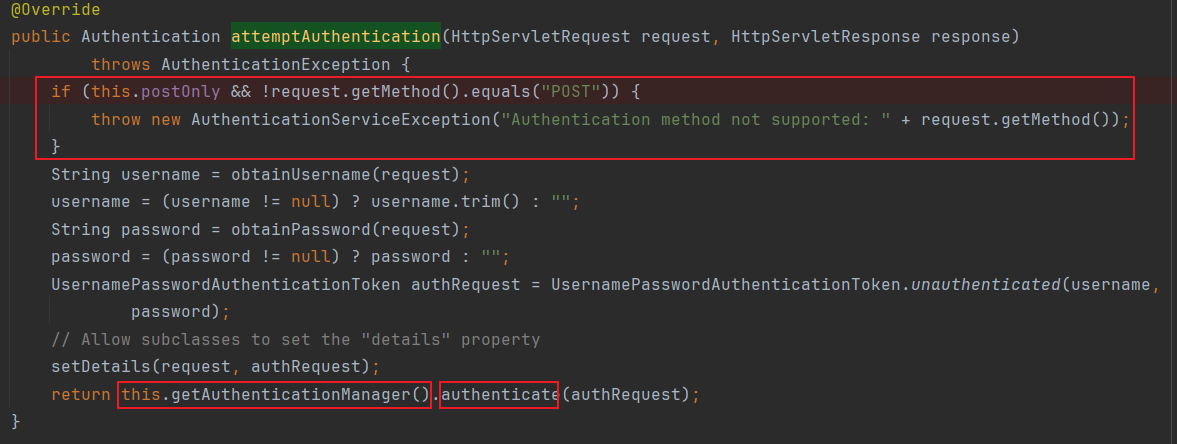 @Override
public Authentication attemptAuthentication(HttpServletRequest request, HttpServletResponse response)
        throws AuthenticationException {
    if (this.postOnly && !request.getMethod().equals("POST")) {
        throw new AuthenticationServiceException("Authentication method not supported: " + request.getMethod());
    }
    String username = obtainUsername(request);
    username = (username != null) ? username.trim() : "";
    String password = obtainPassword(request);
    password = (password != null) ? password : "";
    UsernamePasswordAuthenticationToken authRequest = UsernamePasswordAuthenticationToken.unauthenticated(username,
            password);
    // Allow subclasses to set the "details" property
    setDetails(request, authRequest);
    return this.getAuthenticationManager().authenticate(authRequest);
}